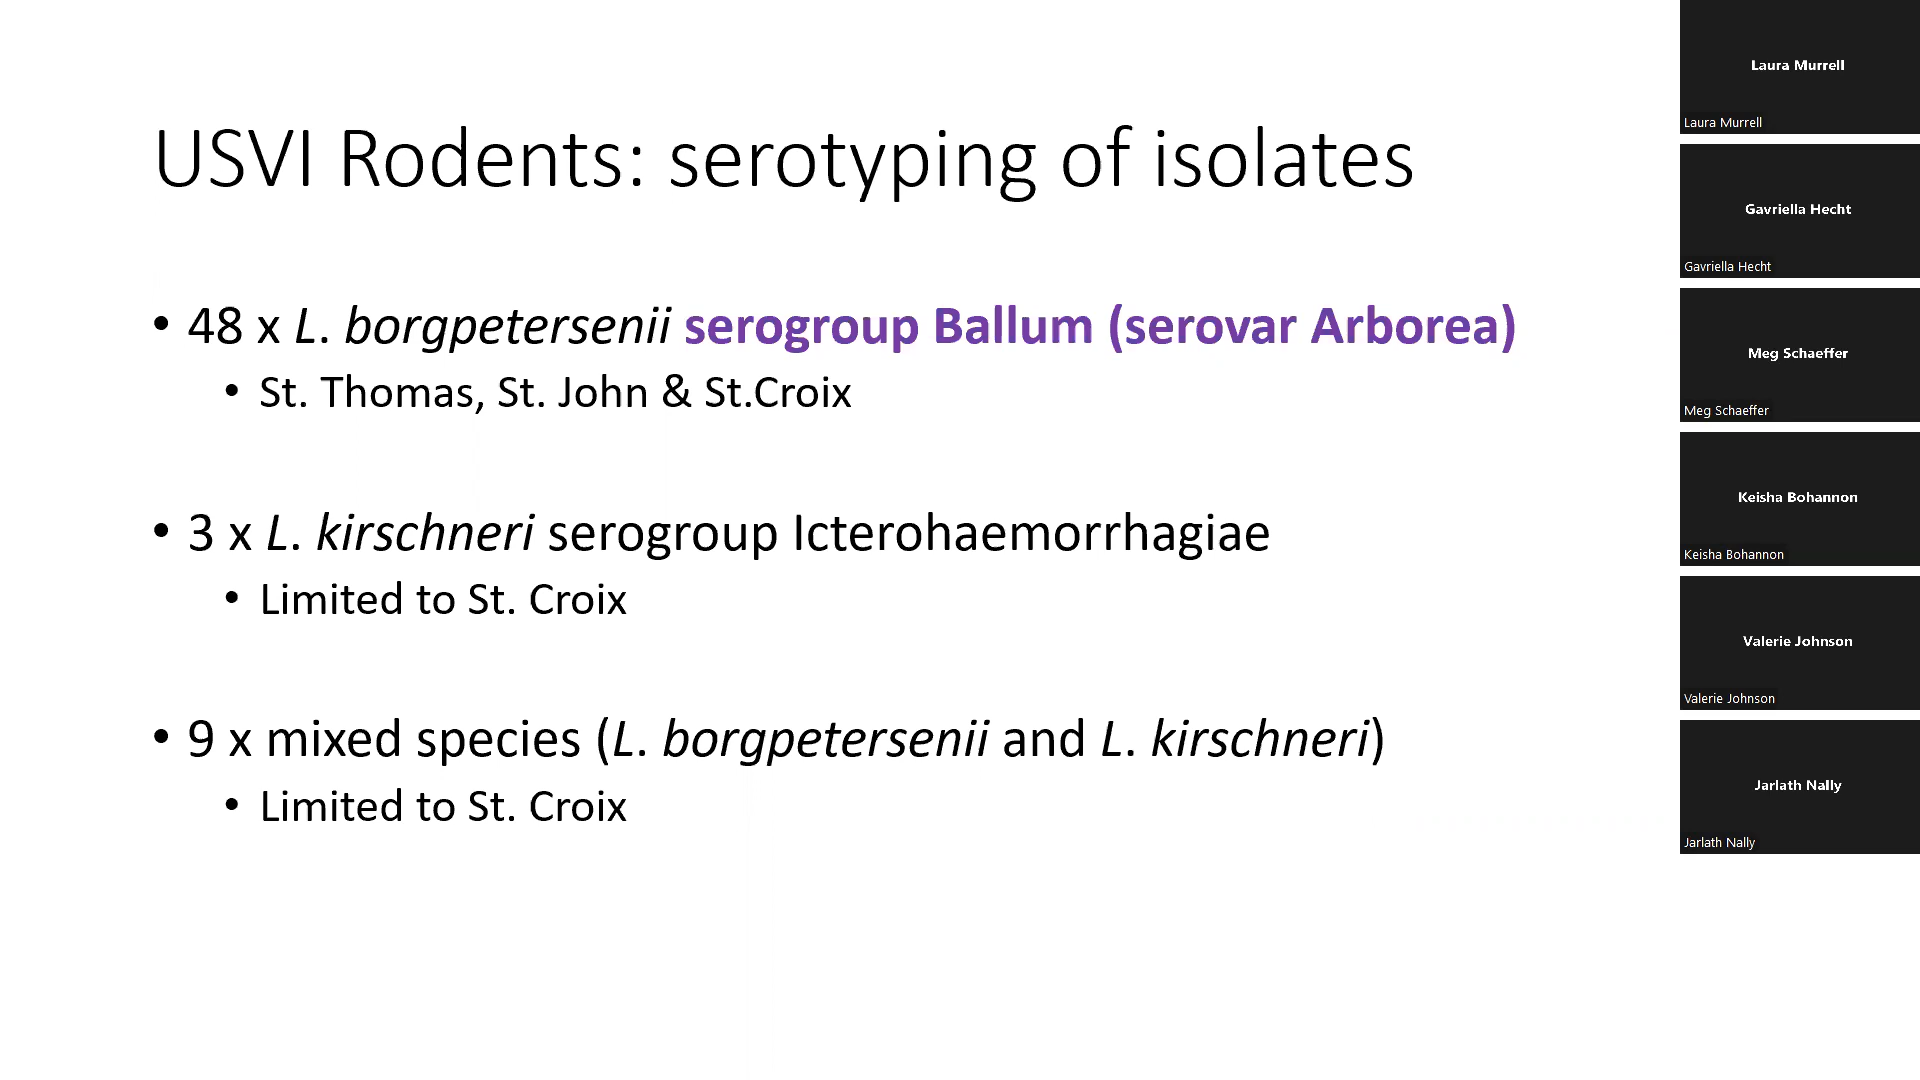 USVI Rodents: serotyping of isolates
• 48 x L. borgpetersenii serogroup Ballum (serovar Arborea)
• St. Thomas, St. John & St.Croix
• 3 x L. kirschneri serogroup Icterohaemorrhagiae
• Limited to St. Croix
• 9 x mixed species (L. borgpetersenii and L. kirschneri)
• Limited to St. Croix
Laura Murrell
Laura Murrell
Gavriella Hecht
Gavriella Hecht
Meg Schaeffer
Meg Schaeffer
Keisha Bohannon
Keisha Bohannon
Valerie Johnson
Valerie Johnson
Jarlath Nally
Jarlath Nally